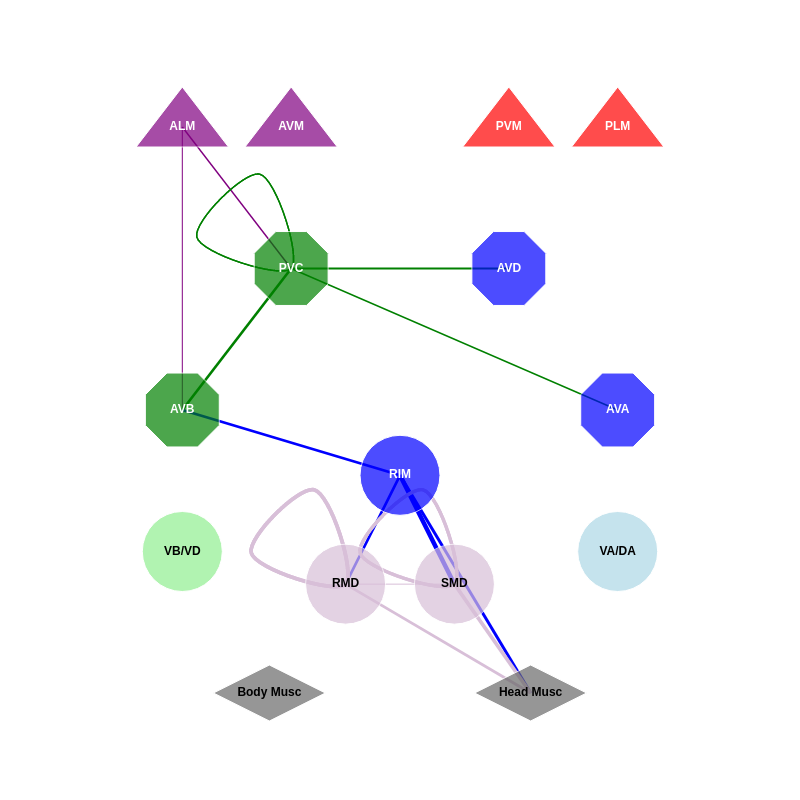 ALM
AVM
PVM
PLM
PVC
AVD
AVB
AVA
RIM
VB/VD
VA/DA
RMD
SMD
Body Musc
Head Musc